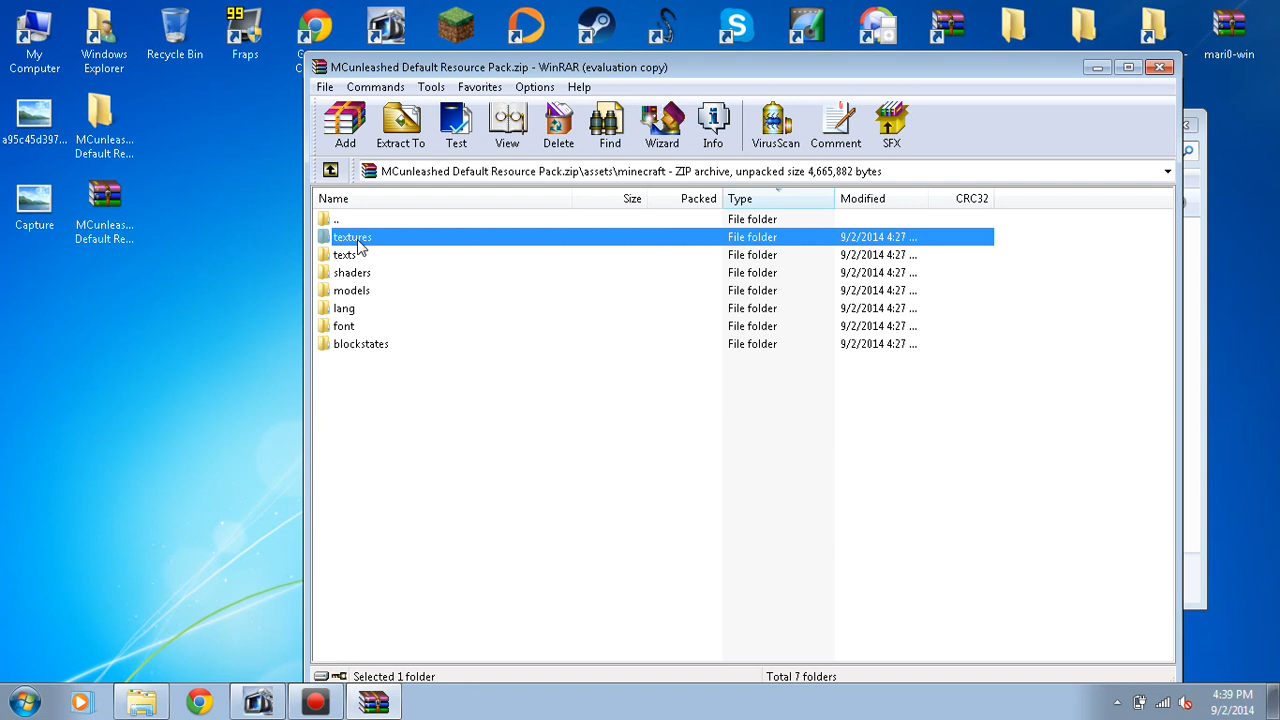 My Computer
Windows Explorer
Recycle Bin
99
Fraps
mari0-win
a95c45d397...
MCunleas... Default Re...
Capture
MCunleas... Default Re...
MCunleashed Default Resource Pack.zip - WinRAR (evaluation copy)
File Commands Tools Favorites Options Help
Add Extract To Test View Delete Find Wizard Info VirusScan Comment SFX
MCunleashed Default Resource Pack.zip\assets\minecraft - ZIP archive, unpacked size 4,665,882 bytes
Name Size Packed Type Modified CRC32
.. File folder
textures File folder 9/2/2014 4:27 ...
texts File folder 9/2/2014 4:27 ...
shaders File folder 9/2/2014 4:27 ...
models File folder 9/2/2014 4:27 ...
lang File folder 9/2/2014 4:27 ...
font File folder 9/2/2014 4:27 ...
blockstates File folder 9/2/2014 4:27 ...
Selected 1 folder Total 7 folders
4:39 PM
9/2/2014